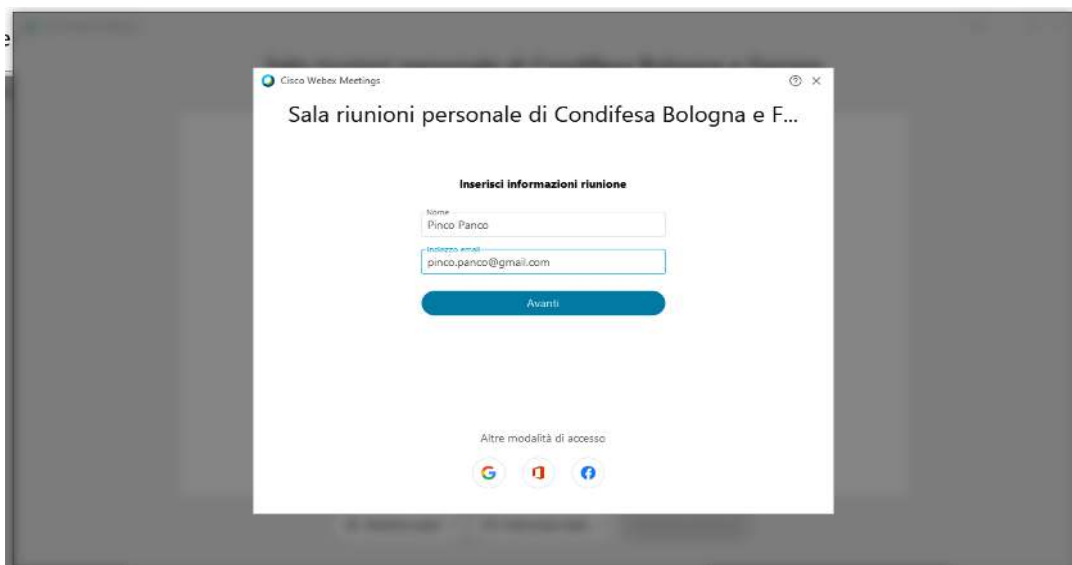 Cisco Webex Meetings
Sala riunioni personale di Condifesa Bologna e F...
Inserisci informazioni riunione
Nome
Pinco Panco
Indirizzo email
pinco.panco@gmail.com
Avanti
Altre modalità di accesso